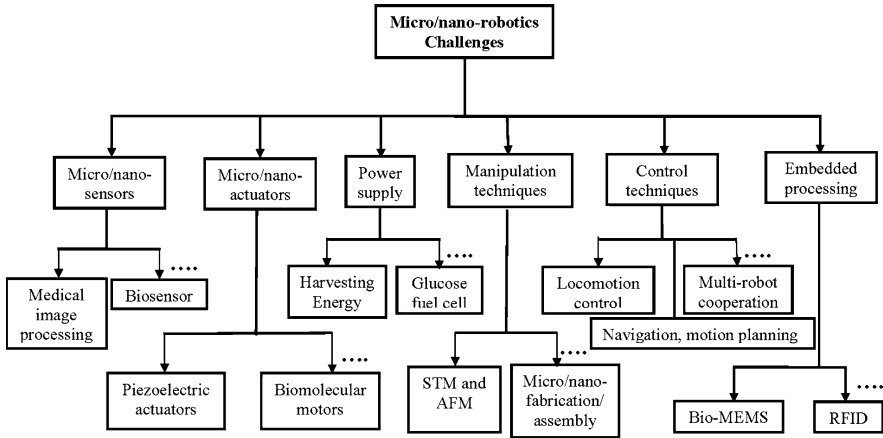 Micro/nano-robotics
Challenges
Micro/nano-
sensors
Micro/nano-
actuators
Power
supply
Manipulation
techniques
Control
techniques
Embedded
processing
Medical
image
processing
Biosensor
....
Harvesting
Energy
Glucose
fuel cell
....
Locomotion
control
Multi-robot
cooperation
....
Navigation, motion planning
Piezoelectric
actuators
Biomolecular
motors
....
STM and
AFM
Micro/nano-
fabrication/
assembly
....
Bio-MEMS
RFID
....